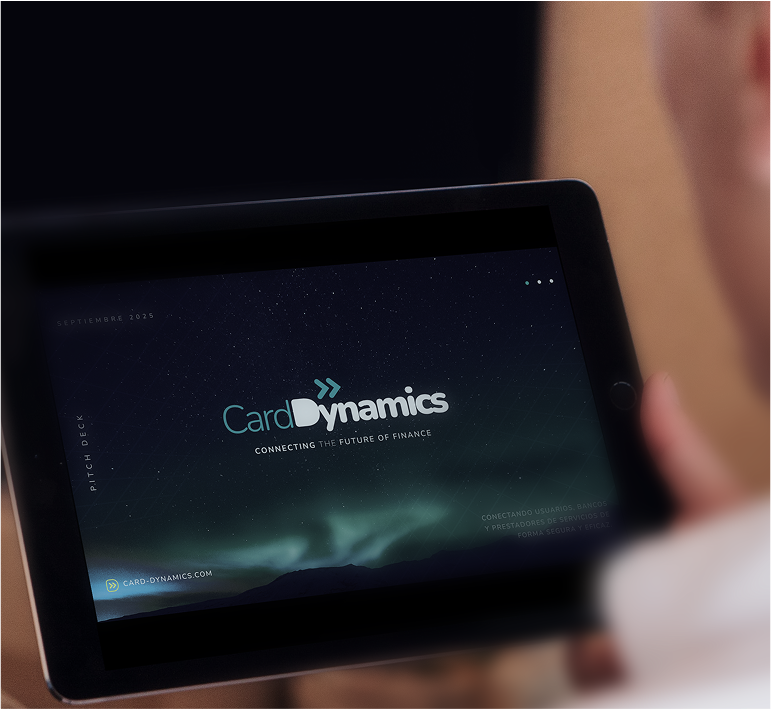 SEPTIEMBRE 2025
PITCH DECK
CardDynamics
CONNECTING THE FUTURE OF FINANCE
CONECTANDO USUARIOS, BANCOS
Y PRESTADORES DE SERVICIOS DE
FORMA SEGURA Y
CARD-DYNAMICS.COM